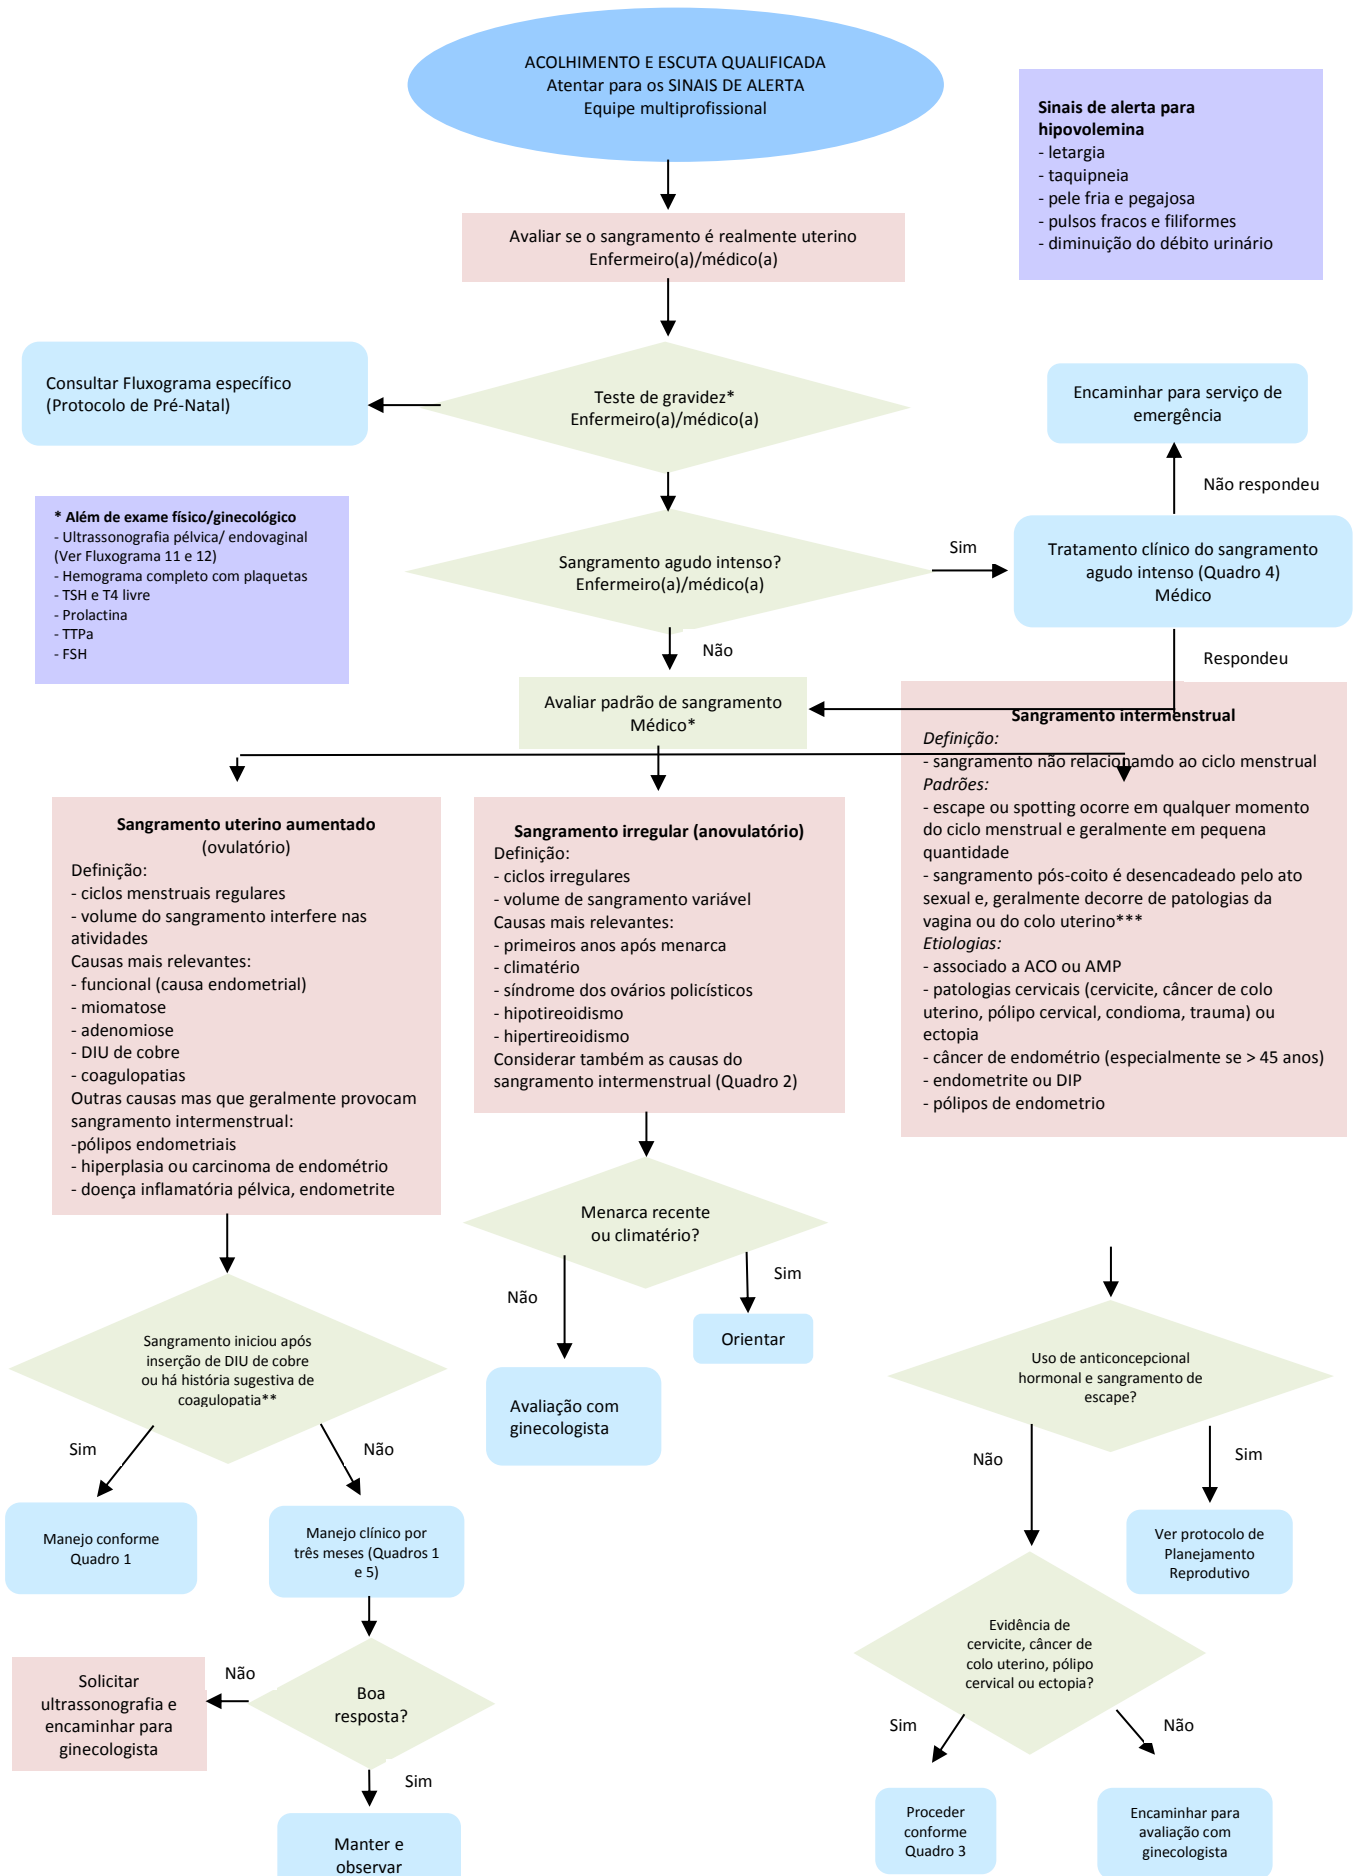 ACOLHIMENTO E ESCUTA QUALIFICADA
Atentar para os SINAIS DE ALERTA
Equipe multiprofissional
Sinais de alerta para
hipovolemina
- letargia
- taquipneia
- pele fria e pegajosa
- pulsos fracos e filiformes
- diminuição do débito urinário
Avaliar se o sangramento é realmente uterino
Enfermeiro(a)/médico(a)
Consultar Fluxograma específico
(Protocolo de Pré-Natal)
Teste de gravidez*
Enfermeiro(a)/médico(a)
Encaminhar para serviço de
emergência
Não respondeu
* Além de exame físico/ginecológico
- Ultrassonografia pélvica/ endovaginal
(Ver Fluxograma 11 e 12)
- Hemograma completo com plaquetas
- TSH e T4 livre
- Prolactina
- TTPa
- FSH
Sangramento agudo intenso?
Enfermeiro(a)/médico(a)
Sim
Tratamento clínico do sangramento
agudo intenso (Quadro 4)
Médico
Não
Respondeu
Avaliar padrão de sangramento
Médico*
Sangramento uterino aumentado
(ovulatório)
Definição:
- ciclos menstruais regulares
- volume do sangramento interfere nas
atividades
Causas mais relevantes:
- funcional (causa endometrial)
- miomatose
- adenomiose
- DIU de cobre
- coagulopatias
Outras causas mas que geralmente provocam
sangramento intermenstrual:
-pólipos endometriais
- hiperplasia ou carcinoma de endométrio
- doença inflamatória pélvica, endometrite
Sangramento irregular (anovulatório)
Definição:
- ciclos irregulares
- volume de sangramento variável
Causas mais relevantes:
- primeiros anos após menarca
- climatério
- síndrome dos ovários policísticos
- hipotireoidismo
- hipertireoidismo
Considerar também as causas do
sangramento intermenstrual (Quadro 2)
Sangramento intermenstrual
Definição:
- sangramento não relacionamdo ao ciclo menstrual
Padrões:
- escape ou spotting ocorre em qualquer momento
do ciclo menstrual e geralmente em pequena
quantidade
- sangramento pós-coito é desencadeado pelo ato
sexual e, geralmente decorre de patologias da
vagina ou do colo uterino***
Etiologias:
- associado a ACO ou AMP
- patologias cervicais (cervicite, câncer de colo
uterino, pólipo cervical, condioma, trauma) ou
ectopia
- câncer de endométrio (especialmente se > 45 anos)
- endometrite ou DIP
- pólipos de endometrio
Menarca recente
ou climatério?
Não
Sim
Orientar
Avaliação com
ginecologista
Sangramento iniciou após
inserção de DIU de cobre
ou há história sugestiva de
coagulopatia**
Sim
Não
Manejo conforme
Quadro 1
Manejo clínico por
três meses (Quadros 1
e 5)
Boa
resposta?
Não
Solicitar
ultrassonografia e
encaminhar para
ginecologista
Sim
Manter e
observar
Uso de anticoncepcional
hormonal e sangramento de
escape?
Não
Sim
Ver protocolo de
Planejamento
Reprodutivo
Evidência de
cervicite, câncer de
colo uterino, pólipo
cervical ou ectopia?
Sim
Não
Proceder
conforme
Quadro 3
Encaminhar para
avaliação com
ginecologista